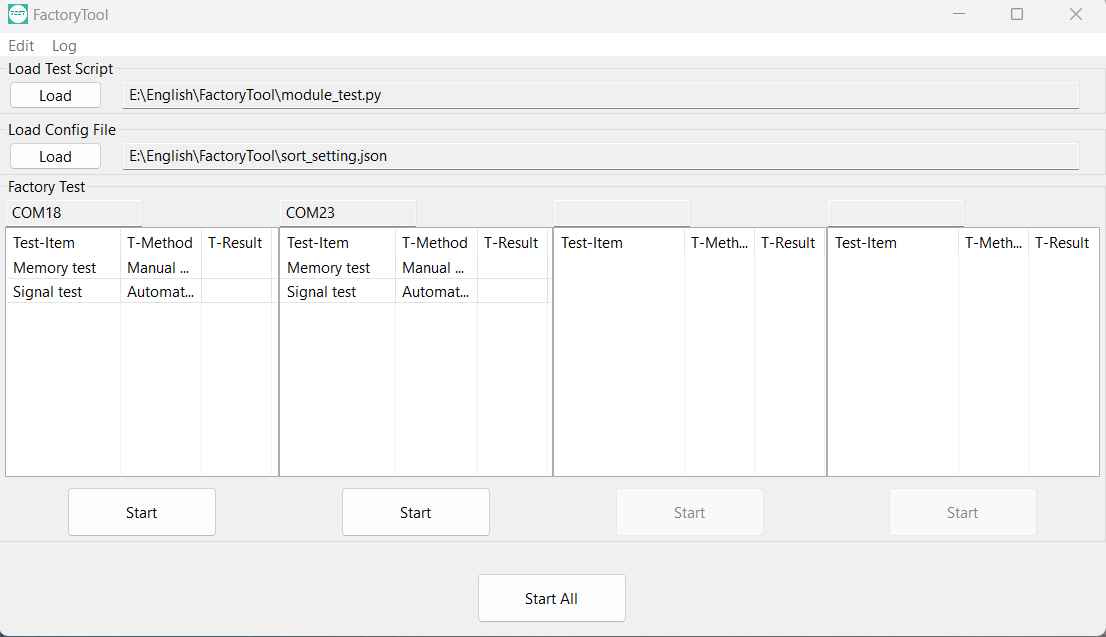 FactoryTool
Edit Log
Load Test Script
Load E:\English\FactoryTool\module_test.py
Load Config File
Load E:\English\FactoryTool\sort_setting.json
Factory Test
COM18 COM23
Test-Item T-Method T-Result Test-Item T-Method T-Result Test-Item T-Meth... T-Result Test-Item T-Meth... T-Result
Memory test Manual ... Memory test Manual ...
Signal test Automat... Signal test Automat...
Start Start Start Start
Start All